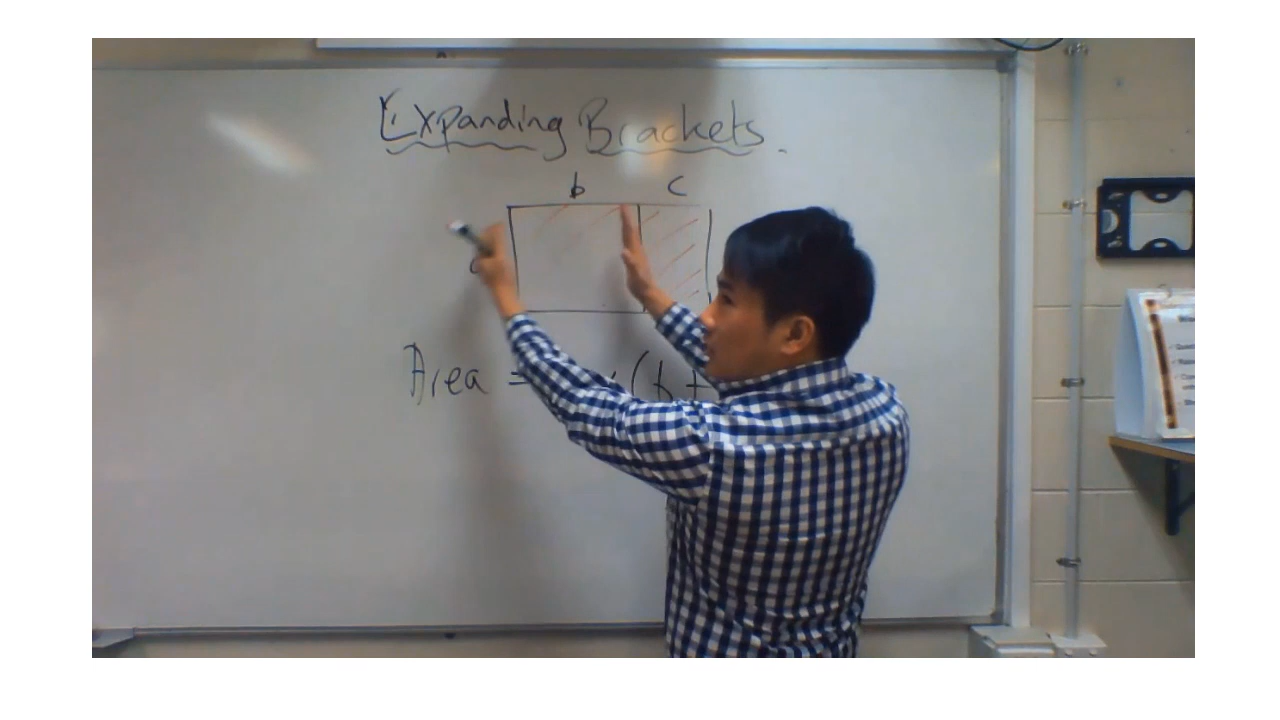 Expanding Brackets.
b c
Area = (b +